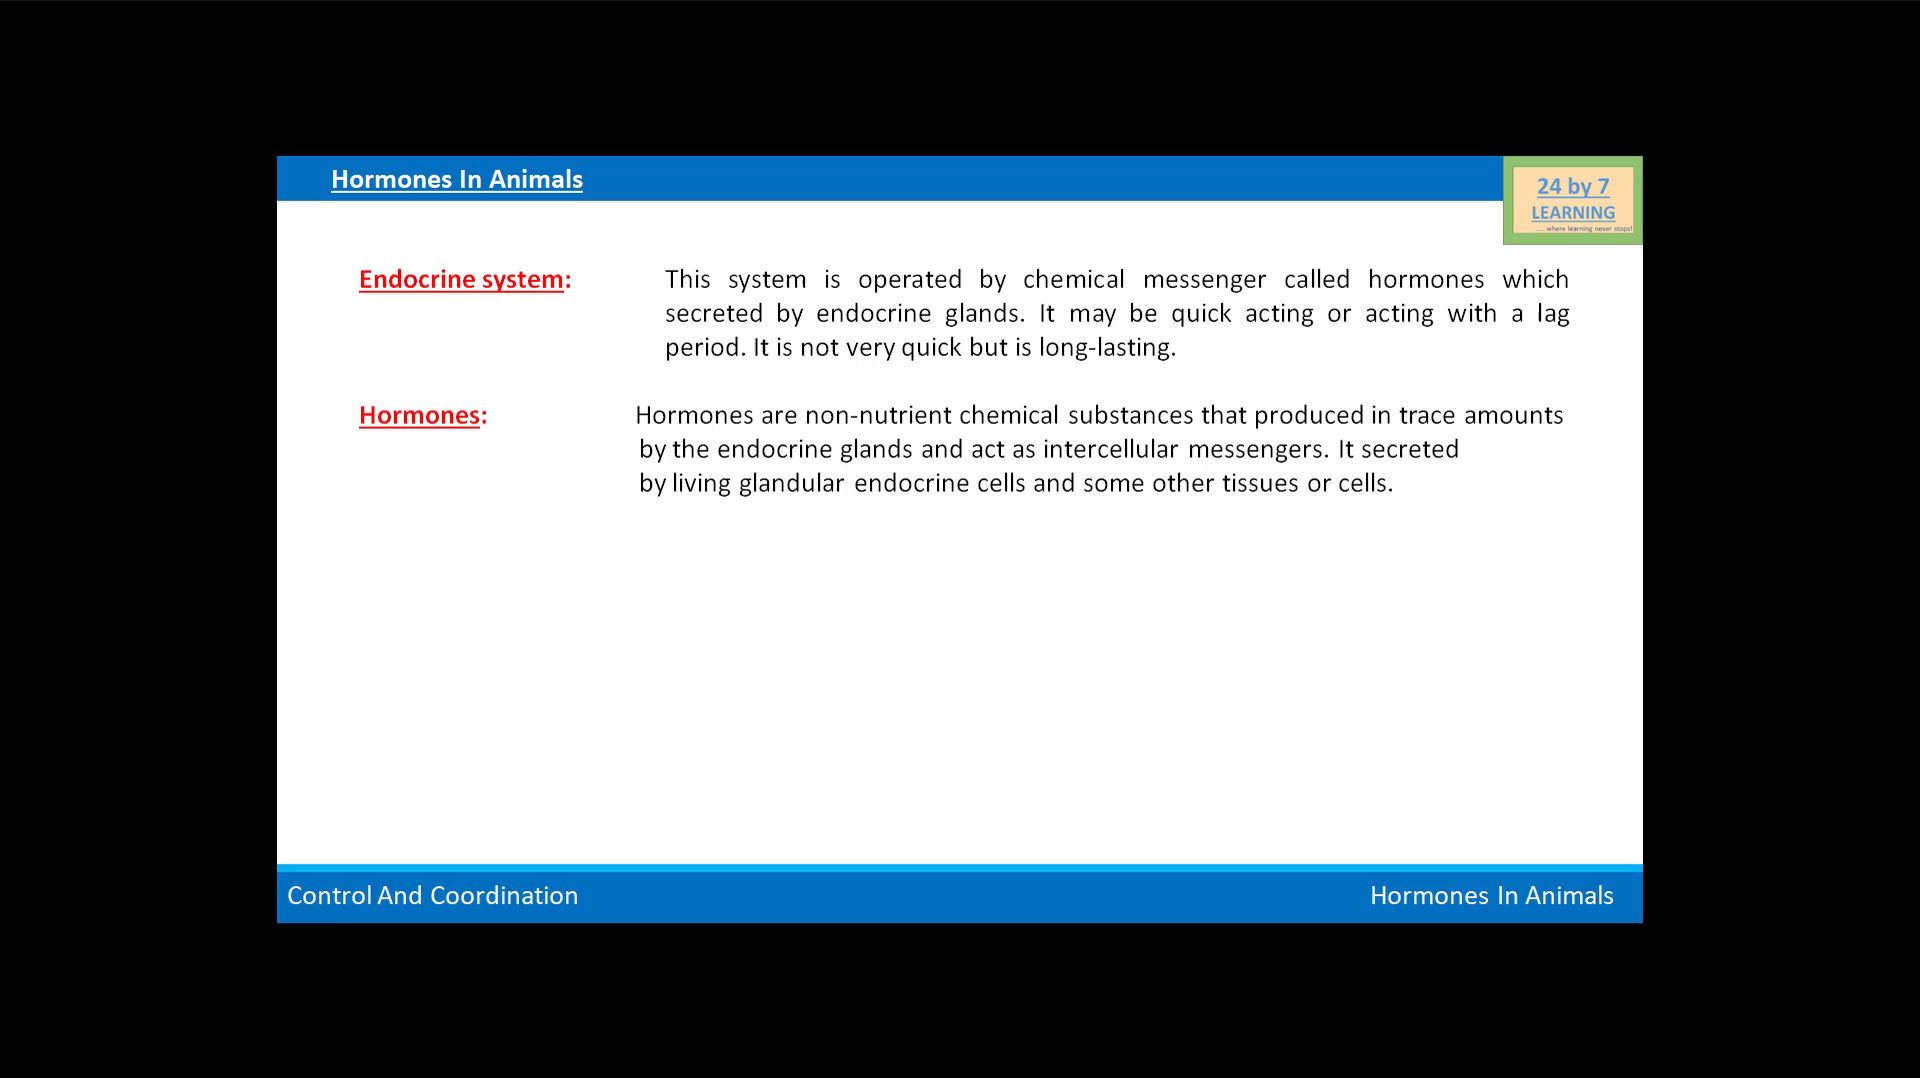 Hormones In Animals
24 by 7
LEARNING
.... where learning never stops!
Endocrine system: This system is operated by chemical messenger called hormones which
secreted by endocrine glands. It may be quick acting or acting with a lag
period. It is not very quick but is long-lasting.
Hormones: Hormones are non-nutrient chemical substances that produced in trace amounts
by the endocrine glands and act as intercellular messengers. It secreted
by living glandular endocrine cells and some other tissues or cells.
Control And Coordination
Hormones In Animals